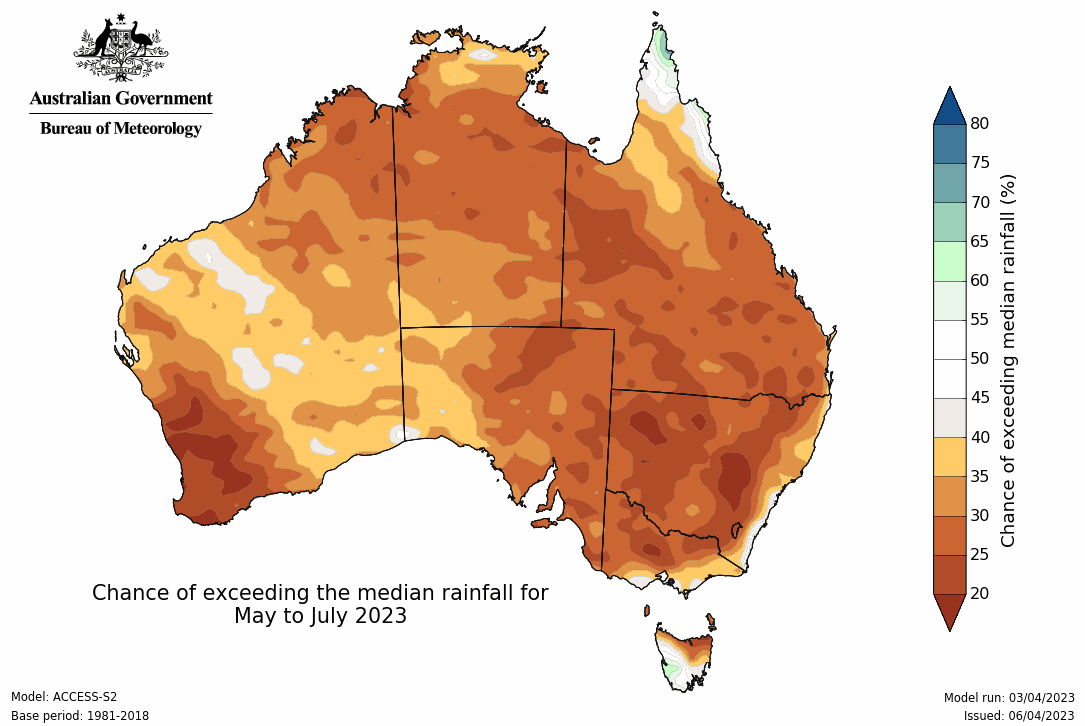 Australian Government
Bureau of Meteorology
80
75
70
65
60
55
50
45
40
35
30
25
20
Chance of exceeding median rainfall (%)
Chance of exceeding the median rainfall for
May to July 2023
Model: ACCESS-S2
Base period: 1981-2018
Model run: 03/04/2023
Issued: 06/04/2023